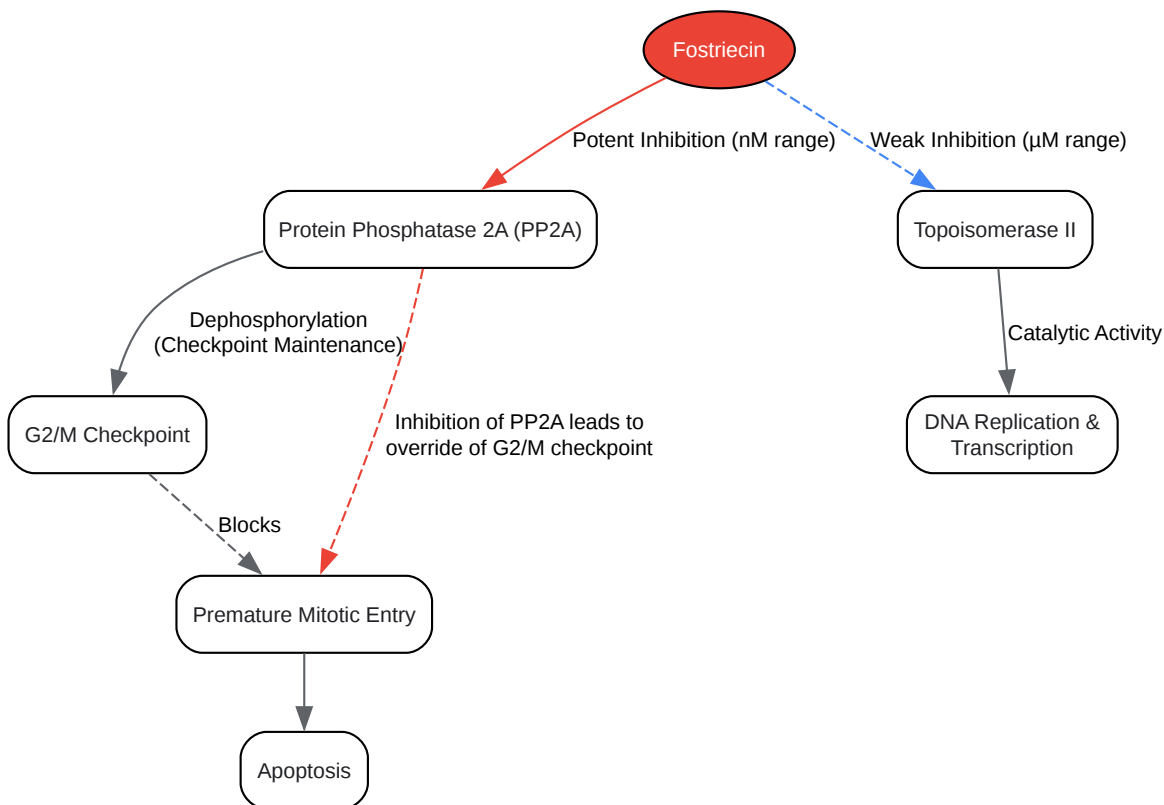 Fostriecin
Potent Inhibition (nM range)
Weak Inhibition (µM range)
Protein Phosphatase 2A (PP2A)
Topoisomerase II
Dephosphorylation
(Checkpoint Maintenance)
Catalytic Activity
G2/M Checkpoint
Inhibition of PP2A leads to
override of G2/M checkpoint
DNA Replication &
Transcription
Blocks
Premature Mitotic Entry
Apoptosis